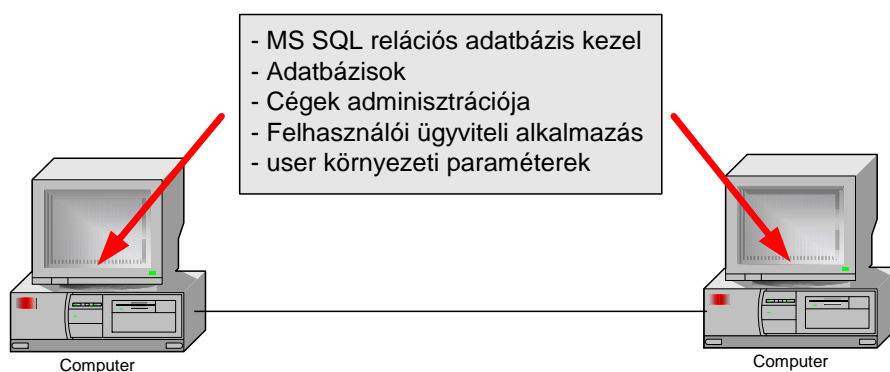 - MS SQL relációs adatbázis kezel
- Adatbázisok
- Cégek adminisztrációja
- Felhasználói ügyviteli alkalmazás
- user környezeti paraméterek
Computer
Computer